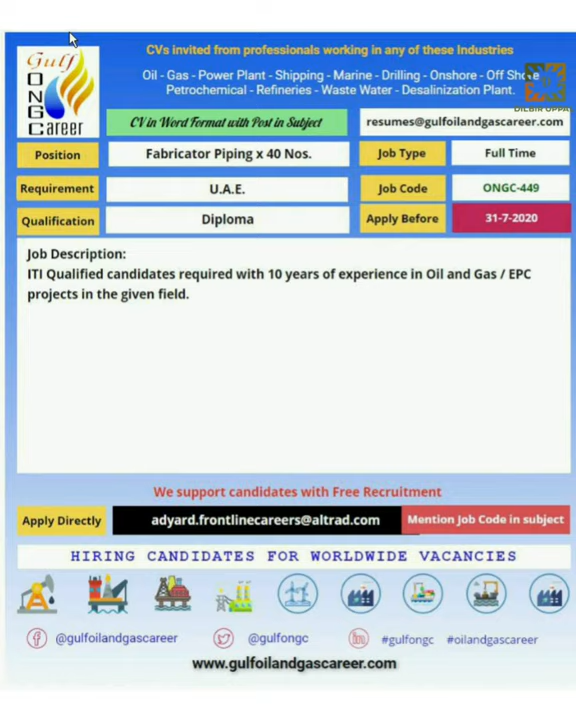 Gulf
ONGC
Career
CVs invited from professionals working in any of these Industries
Oil - Gas - Power Plant - Shipping - Marine - Drilling - Onshore - Off Shore
Petrochemical - Refineries - Waste Water - Desalinization Plant.
DILBIR UPPAL
CV in Word Format with Post in Subject
resumes@gulfoilandgascareer.com
Position
Fabricator Piping x 40 Nos.
Job Type
Full Time
Requirement
U.A.E.
Job Code
ONGC-449
Qualification
Diploma
Apply Before
31-7-2020
Job Description:
ITI Qualified candidates required with 10 years of experience in Oil and Gas / EPC
projects in the given field.
We support candidates with Free Recruitment
Apply Directly
adyard.frontlinecareers@altrad.com
Mention Job Code in subject
HIRING CANDIDATES FOR WORLDWIDE VACANCIES
@gulfoilandgascareer
@gulfongc
in
#gulfongc #oilandgascareer
www.gulfoilandgascareer.com